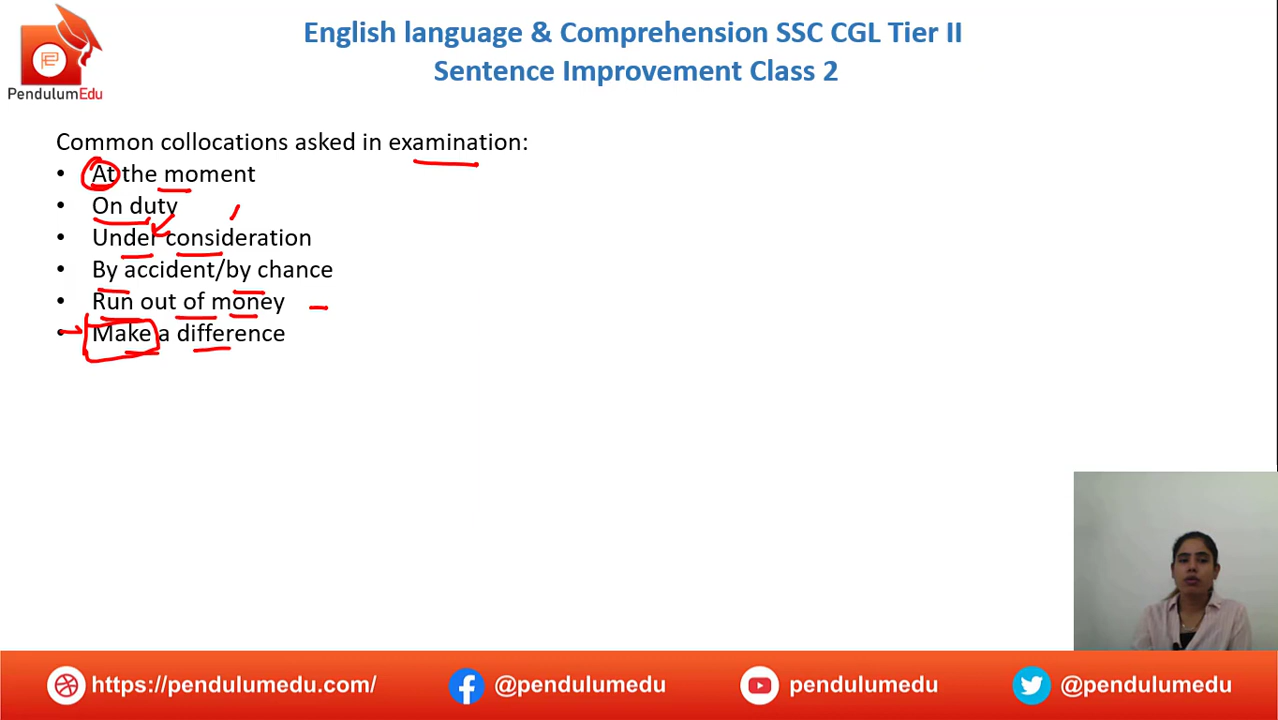 English language & Comprehension SSC CGL Tier II
Sentence Improvement Class 2
PendulumEdu
Common collocations asked in examination:
• At the moment
• On duty
• Under consideration
• By accident/by chance
• Run out of money
• Make a difference
https://pendulumedu.com/ @pendulumedu pendulumedu @pendulumedu